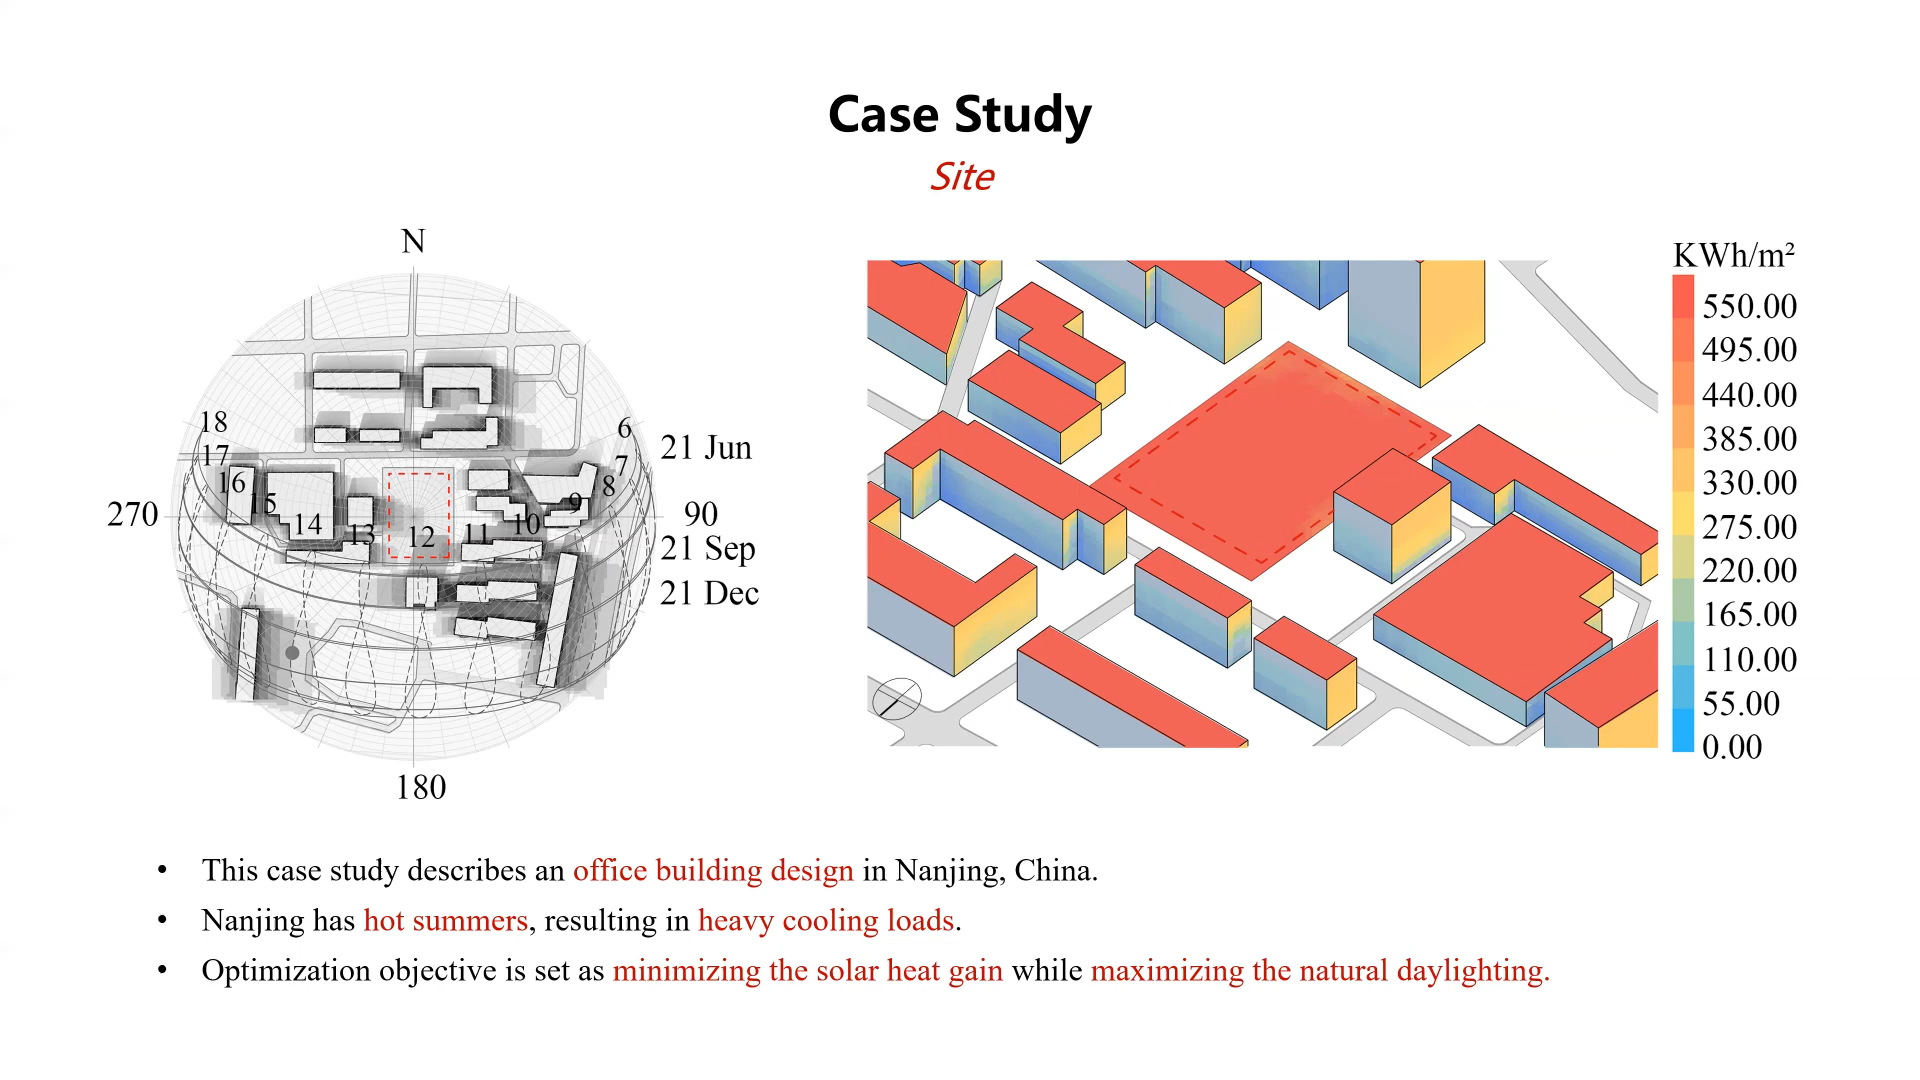 Case Study
Site
N
18
17
16
15
14
13
12
11
10
9
8
7
6
21 Jun
270
90
21 Sep
21 Dec
180
KWh/m²
550.00
495.00
440.00
385.00
330.00
275.00
220.00
165.00
110.00
55.00
0.00
• This case study describes an office building design in Nanjing, China.
• Nanjing has hot summers, resulting in heavy cooling loads.
• Optimization objective is set as minimizing the solar heat gain while maximizing the natural daylighting.